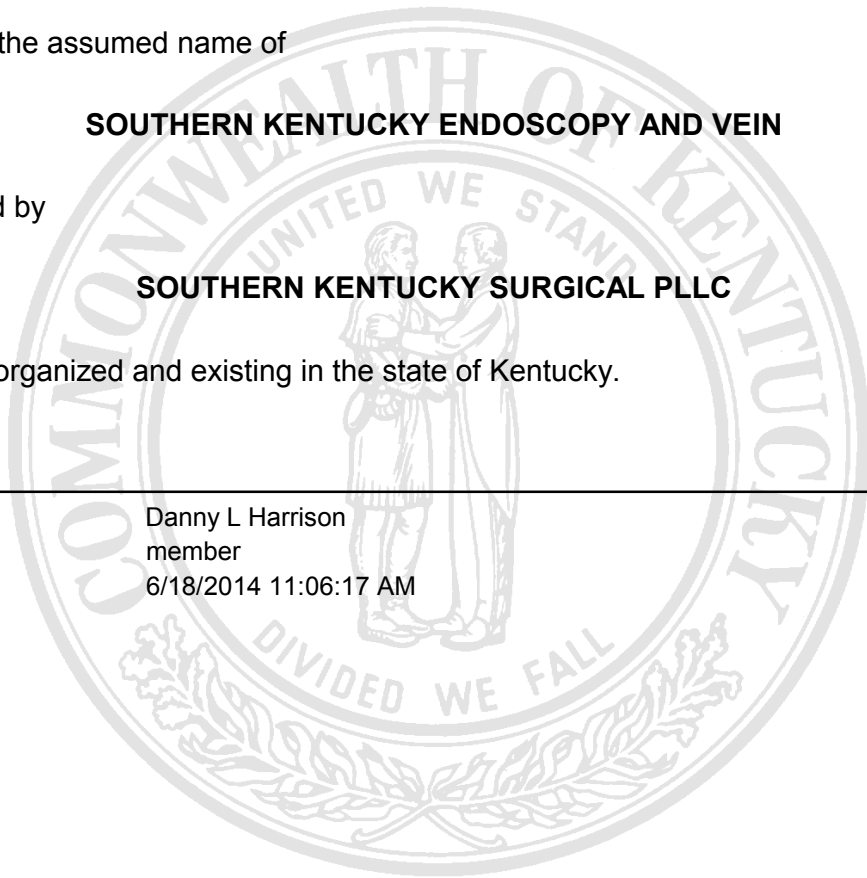 the assumed name of
SOUTHERN KENTUCKY ENDOSCOPY AND VEIN
d by
SOUTHERN KENTUCKY SURGICAL PLLC
organized and existing in the state of Kentucky.
Danny L Harrison
member
6/18/2014 11:06:17 AM
COMMONWEALTH OF KENTUCKY
UNITED WE STAND
DIVIDED WE FALL